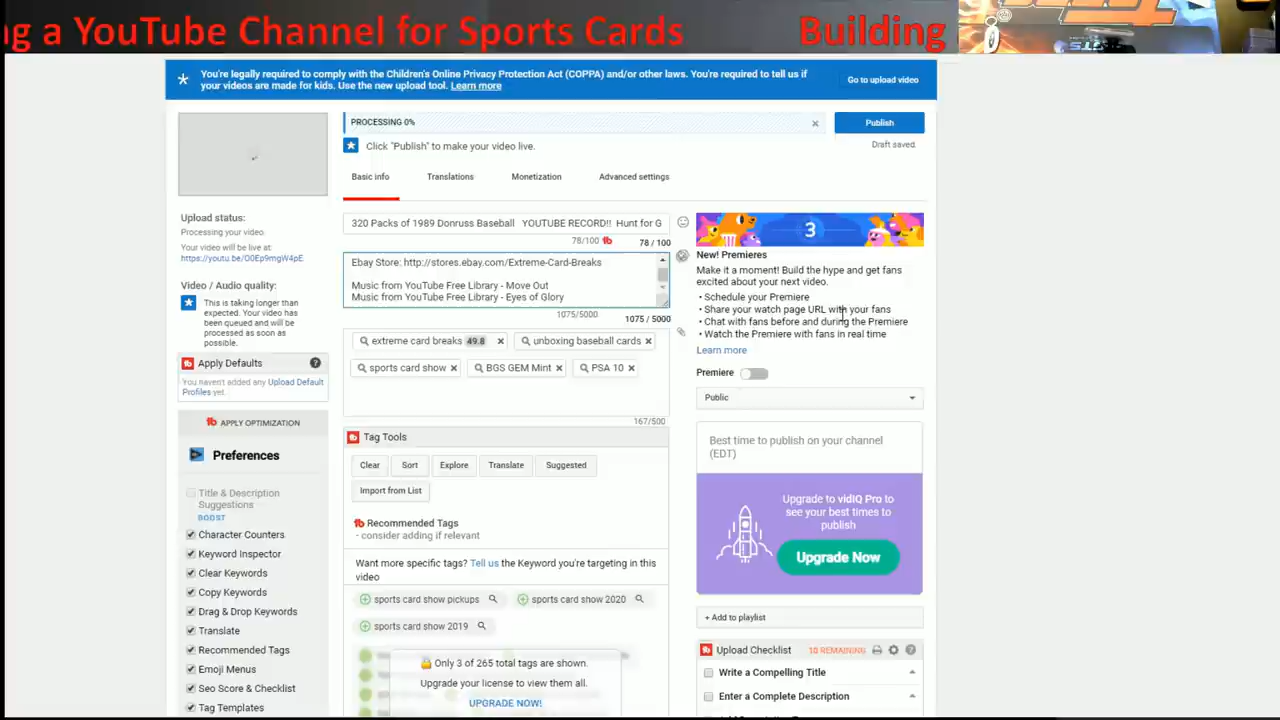 g a YouTube Channel for Sports Cards Building
You're legally required to comply with the Children's Online Privacy Protection Act (COPPA) and/or other laws. You're required to tell us if
your videos are made for kids. Use the new upload tool. Learn more
Go to upload video
PROCESSING 0%
Publish
Click "Publish" to make your video live.
Draft saved.
Basic info
Translations
Monetization
Advanced settings
Upload status:
Processing your video.
Your video will be live at:
https://youtu.be/O0Ep9mgW4pE
Video / Audio quality:
This is taking longer than
expected. Your video has
been queued and will be
processed as soon as
possible.
Apply Defaults
You haven't added any Upload Default
Profiles yet.
APPLY OPTIMIZATION
Preferences
Title & Description
Suggestions
BOOST
Character Counters
Keyword Inspector
Clear Keywords
Copy Keywords
Drag & Drop Keywords
Translate
Recommended Tags
Emoji Menus
Seo Score & Checklist
Tag Templates
320 Packs of 1989 Donruss Baseball YOUTUBE RECORD!! Hunt for G
78/100
78 / 100
Ebay Store: http://stores.ebay.com/Extreme-Card-Breaks
Music from YouTube Free Library - Move Out
Music from YouTube Free Library - Eyes of Glory
1075/5000
1075 / 5000
extreme card breaks 49.8
unboxing baseball cards
sports card show
BGS GEM Mint
PSA 10
167/500
Tag Tools
Clear
Sort
Explore
Translate
Suggested
Import from List
Recommended Tags
- consider adding if relevant
Want more specific tags? Tell us the Keyword you're targeting in this
video
sports card show pickups
sports card show 2020
sports card show 2019
Only 3 of 265 total tags are shown.
Upgrade your license to view them all.
UPGRADE NOW!
3
New! Premieres
Make it a moment! Build the hype and get fans
excited about your next video.
• Schedule your Premiere
• Share your watch page URL with your fans
• Chat with fans before and during the Premiere
• Watch the Premiere with fans in real time
Learn more
Premiere
Public
Best time to publish on your channel
(EDT)
Upgrade to vidIQ Pro to
see your best times to
publish
Upgrade Now
+ Add to playlist
Upload Checklist
10 REMAINING
Write a Compelling Title
Enter a Complete Description